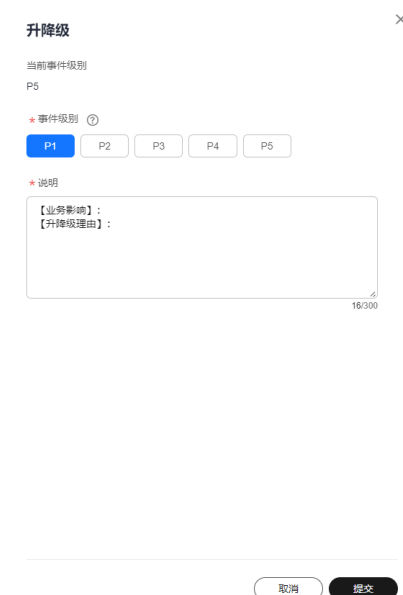 升降级
当前事件级别
P5
* 事件级别 ?
P1 P2 P3 P4 P5
* 说明
【业务影响】：
【升降级理由】：
16/300
取消 提交